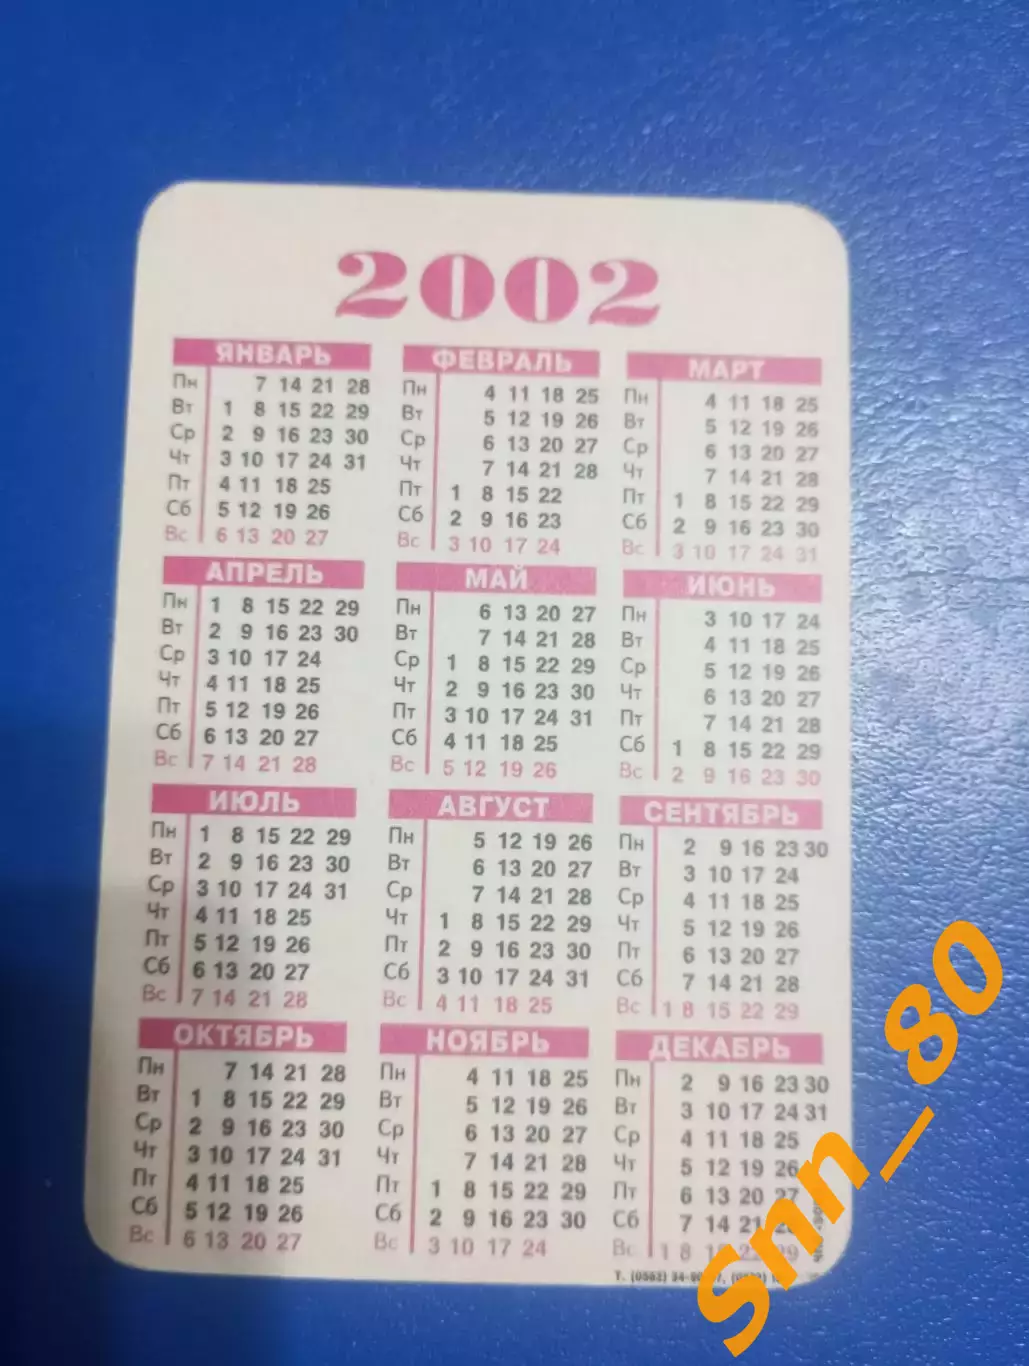 2002
ЯНВАРЬ
Пн 7 14 21 28
Вт 1 8 15 22 29
Ср 2 9 16 23 30
Чт 3 10 17 24 31
Пт 4 11 18 25
Сб 5 12 19 26
Вс 6 13 20 27
ФЕВРАЛЬ
Пн 4 11 18 25
Вт 5 12 19 26
Ср 6 13 20 27
Чт 7 14 21 28
Пт 1 8 15 22
Сб 2 9 16 23
Вс 3 10 17 24
МАРТ
Пн 4 11 18 25
Вт 5 12 19 26
Ср 6 13 20 27
Чт 7 14 21 28
Пт 1 8 15 22 29
Сб 2 9 16 23 30
Вс 3 10 17 24 31
АПРЕЛЬ
Пн 1 8 15 22 29
Вт 2 9 16 23 30
Ср 3 10 17 24
Чт 4 11 18 25
Пт 5 12 19 26
Сб 6 13 20 27
Вс 7 14 21 28
МАЙ
Пн 6 13 20 27
Вт 7 14 21 28
Ср 1 8 15 22 29
Чт 2 9 16 23 30
Пт 3 10 17 24 31
Сб 4 11 18 25
Вс 5 12 19 26
ИЮНЬ
Пн 3 10 17 24
Вт 4 11 18 25
Ср 5 12 19 26
Чт 6 13 20 27
Пт 7 14 21 28
Сб 1 8 15 22 29
Вс 2 9 16 23 30
ИЮЛЬ
Пн 1 8 15 22 29
Вт 2 9 16 23 30
Ср 3 10 17 24 31
Чт 4 11 18 25
Пт 5 12 19 26
Сб 6 13 20 27
Вс 7 14 21 28
АВГУСТ
Пн 5 12 19 26
Вт 6 13 20 27
Ср 7 14 21 28
Чт 1 8 15 22 29
Пт 2 9 16 23 30
Сб 3 10 17 24 31
Вс 4 11 18 25
СЕНТЯБРЬ
Пн 2 9 16 23 30
Вт 3 10 17 24
Ср 4 11 18 25
Чт 5 12 19 26
Пт 6 13 20 27
Сб 7 14 21 28
Вс 1 8 15 22 29
ОКТЯБРЬ
Пн 7 14 21 28
Вт 1 8 15 22 29
Ср 2 9 16 23 30
Чт 3 10 17 24 31
Пт 4 11 18 25
Сб 5 12 19 26
Вс 6 13 20 27
НОЯБРЬ
Пн 4 11 18 25
Вт 5 12 19 26
Ср 6 13 20 27
Чт 7 14 21 28
Пт 1 8 15 22 29
Сб 2 9 16 23 30
Вс 3 10 17 24
ДЕКАБРЬ
Пн 2 9 16 23 30
Вт 3 10 17 24 31
Ср 4 11 18 25
Чт 5 12 19 26
Пт 6 13 20 27
Сб 7 14 21
Вс 1 8 22 29
Т. (0562)
Snn_80